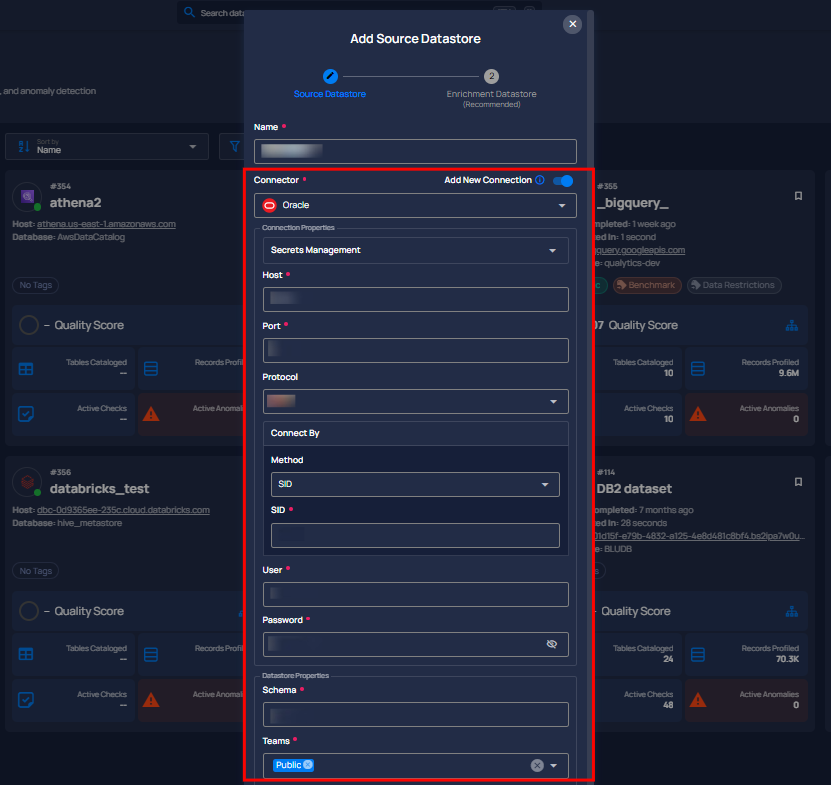 Search data
Add Source Datastore
2
Source Datastore
Enrichment Datastore
(Recommended)
, and anomaly detection
Name *
Sort by
Name
Connector *
Add New Connection
Oracle
Connection Properties
Secrets Management
Host *
Port *
Protocol
Connect By
Method
SID
SID *
User *
Password *
Datastore Properties
Schema *
Teams *
Public
#354
athena2
Host: athena.us-east-1.amazonaws.com
Database: AwsDataCatalog
No Tags
– Quality Score
Tables Cataloged
--
Records Profil
Active Checks
--
Active Anomali
#355
_bigquery_
mpleted: 1 week ago
ed In: 1 second
query.googleapis.com
e: qualytics-dev
c
Benchmark
Data Restrictions
07 Quality Score
Tables Cataloged
10
Records Profiled
9.6M
Active Checks
10
Active Anomalies
0
#356
databricks_test
Host: dbc-0d9365ee-235c.cloud.databricks.com
Database: hive_metastore
No Tags
– Quality Score
Tables Cataloged
--
Records Profil
Active Checks
--
Active Anomali
#114
DB2 dataset
ompleted: 7 months ago
ed In: 28 seconds
01d15f-e79b-4832-a125-4e8d481c8bf4.bs2lpa7w0u...
e: BLUDB
s
– Quality Score
Tables Cataloged
24
Records Profiled
70.3K
Active Checks
48
Active Anomalies
0